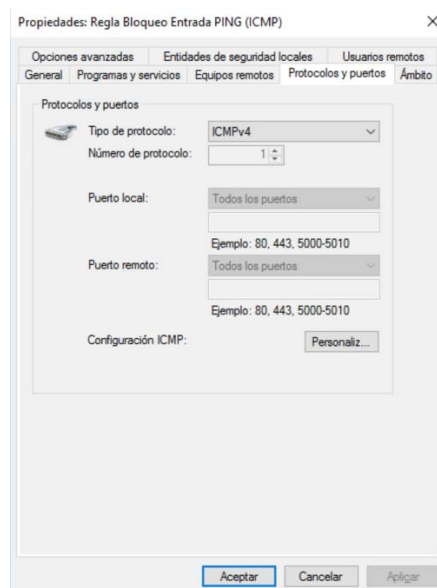 Propiedades: Regla Bloqueo Entrada PING (ICMP)
Opciones avanzadas Entidades de seguridad locales Usuarios remotos
General Programas y servicios Equipos remotos Protocolos y puertos Ámbito
Protocolos y puertos
Tipo de protocolo: ICMPv4
Número de protocolo: 1
Puerto local: Todos los puertos
Ejemplo: 80, 443, 5000-5010
Puerto remoto: Todos los puertos
Ejemplo: 80, 443, 5000-5010
Configuración ICMP: Personaliz...
Aceptar Cancelar Aplicar